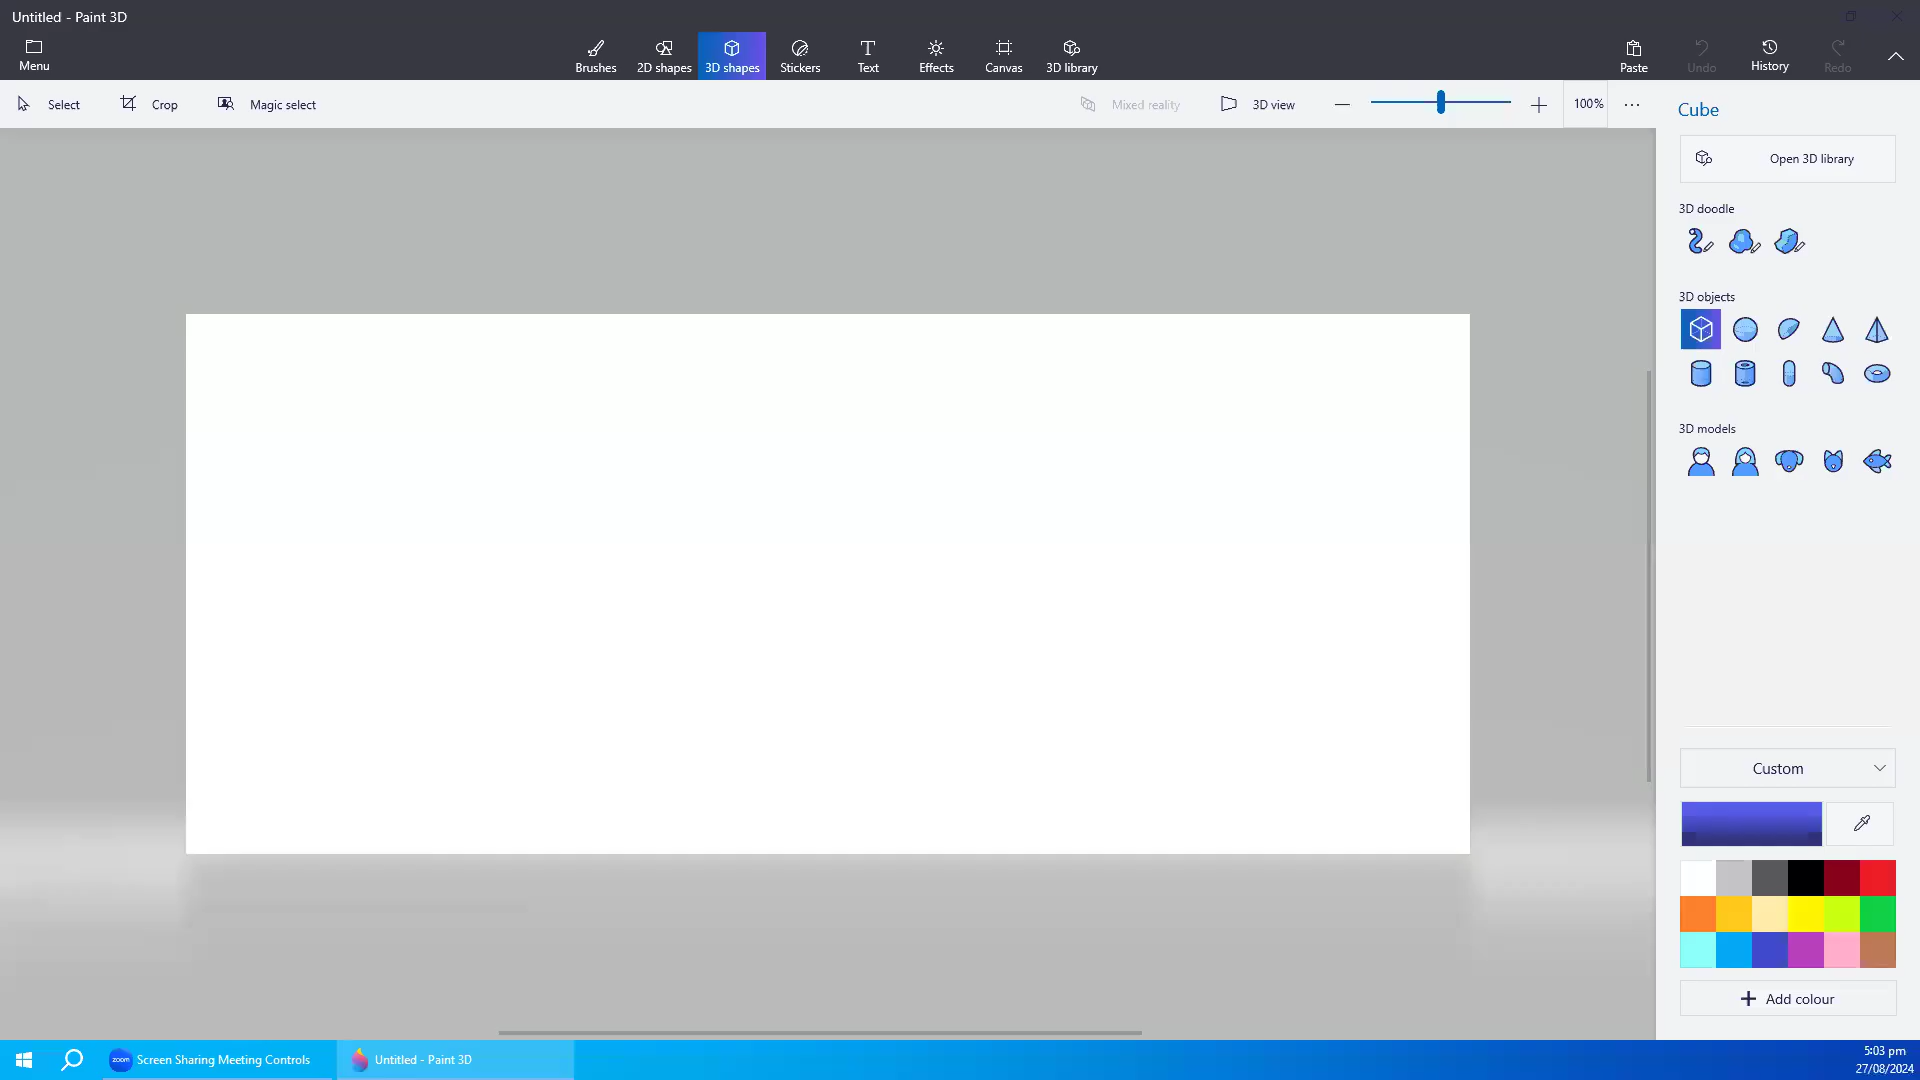 Untitled - Paint 3D
Menu
Brushes
2D shapes
3D shapes
Stickers
Text
Effects
Canvas
3D library
Paste
Undo
History
Redo
Select
Crop
Magic select
Mixed reality
3D view
100%
Cube
Open 3D library
3D doodle
3D objects
3D models
Custom
Add colour
zoom
Screen Sharing Meeting Controls
Untitled - Paint 3D
5:03 pm
27/08/2024